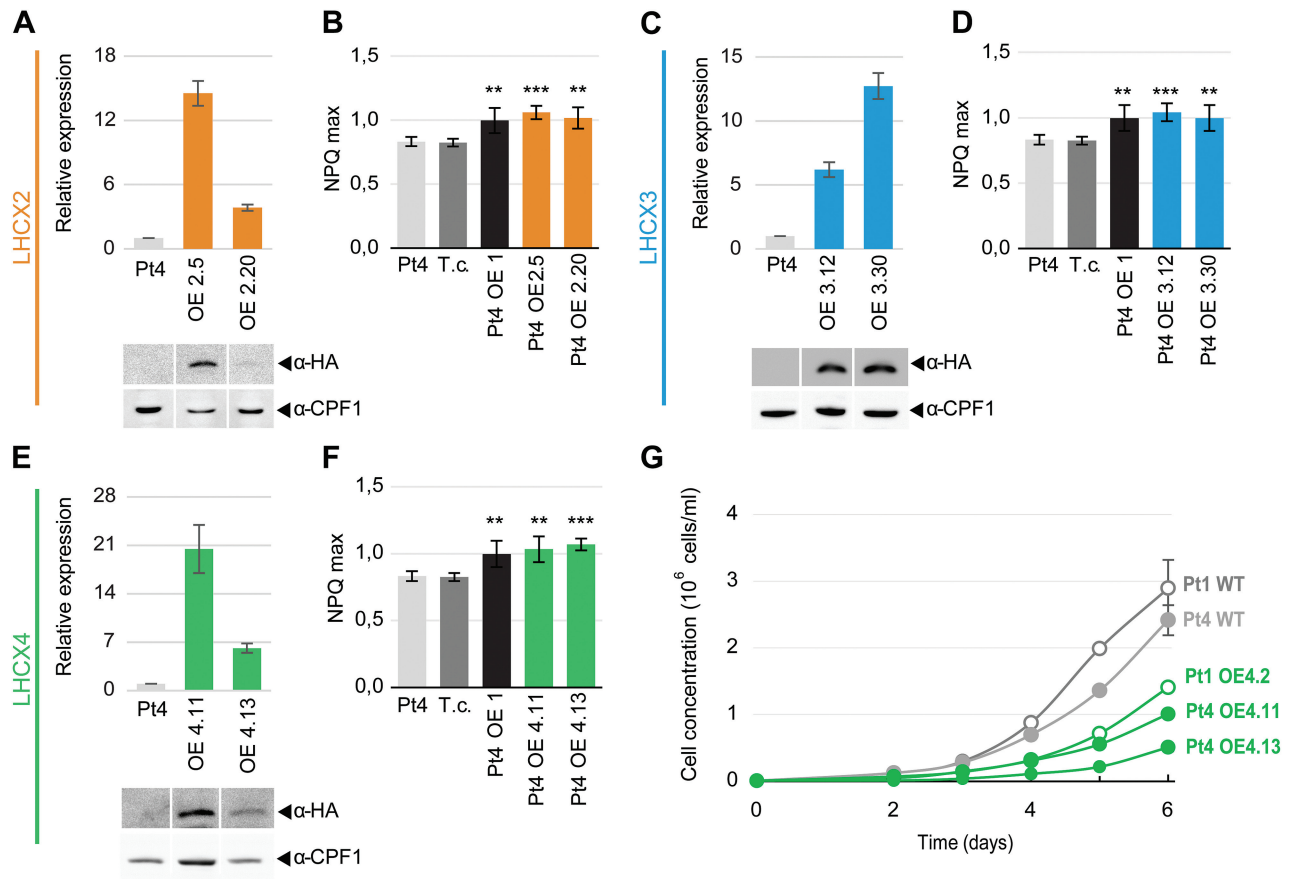 A
LHCX2
Relative expression
18
12
6
0
Pt4
OE 2.5
OE 2.20
α-HA
α-CPF1
B
NPQ max
1,5
1,0
0,5
0,0
**
***
**
Pt4
T.c.
Pt4 OE 1
Pt4 OE2.5
Pt4 OE 2.20
C
LHCX3
Relative expression
15
10
5
0
Pt4
OE 3.12
OE 3.30
α-HA
α-CPF1
D
NPQ max
1,5
1,0
0,5
0,0
**
***
**
Pt4
T.c.
Pt4 OE 1
Pt4 OE 3.12
Pt4 OE 3.30
E
LHCX4
Relative expression
28
21
14
7
0
Pt4
OE 4.11
OE 4.13
α-HA
α-CPF1
F
NPQ max
1,5
1,0
0,5
0,0
**
**
***
Pt4
T.c.
Pt4 OE 1
Pt4 OE 4.11
Pt4 OE 4.13
G
Cell concentration (10⁶ cells/ml)
4
3
2
1
0
0
2
4
6
Time (days)
Pt1 WT
Pt4 WT
Pt1 OE4.2
Pt4 OE4.11
Pt4 OE4.13